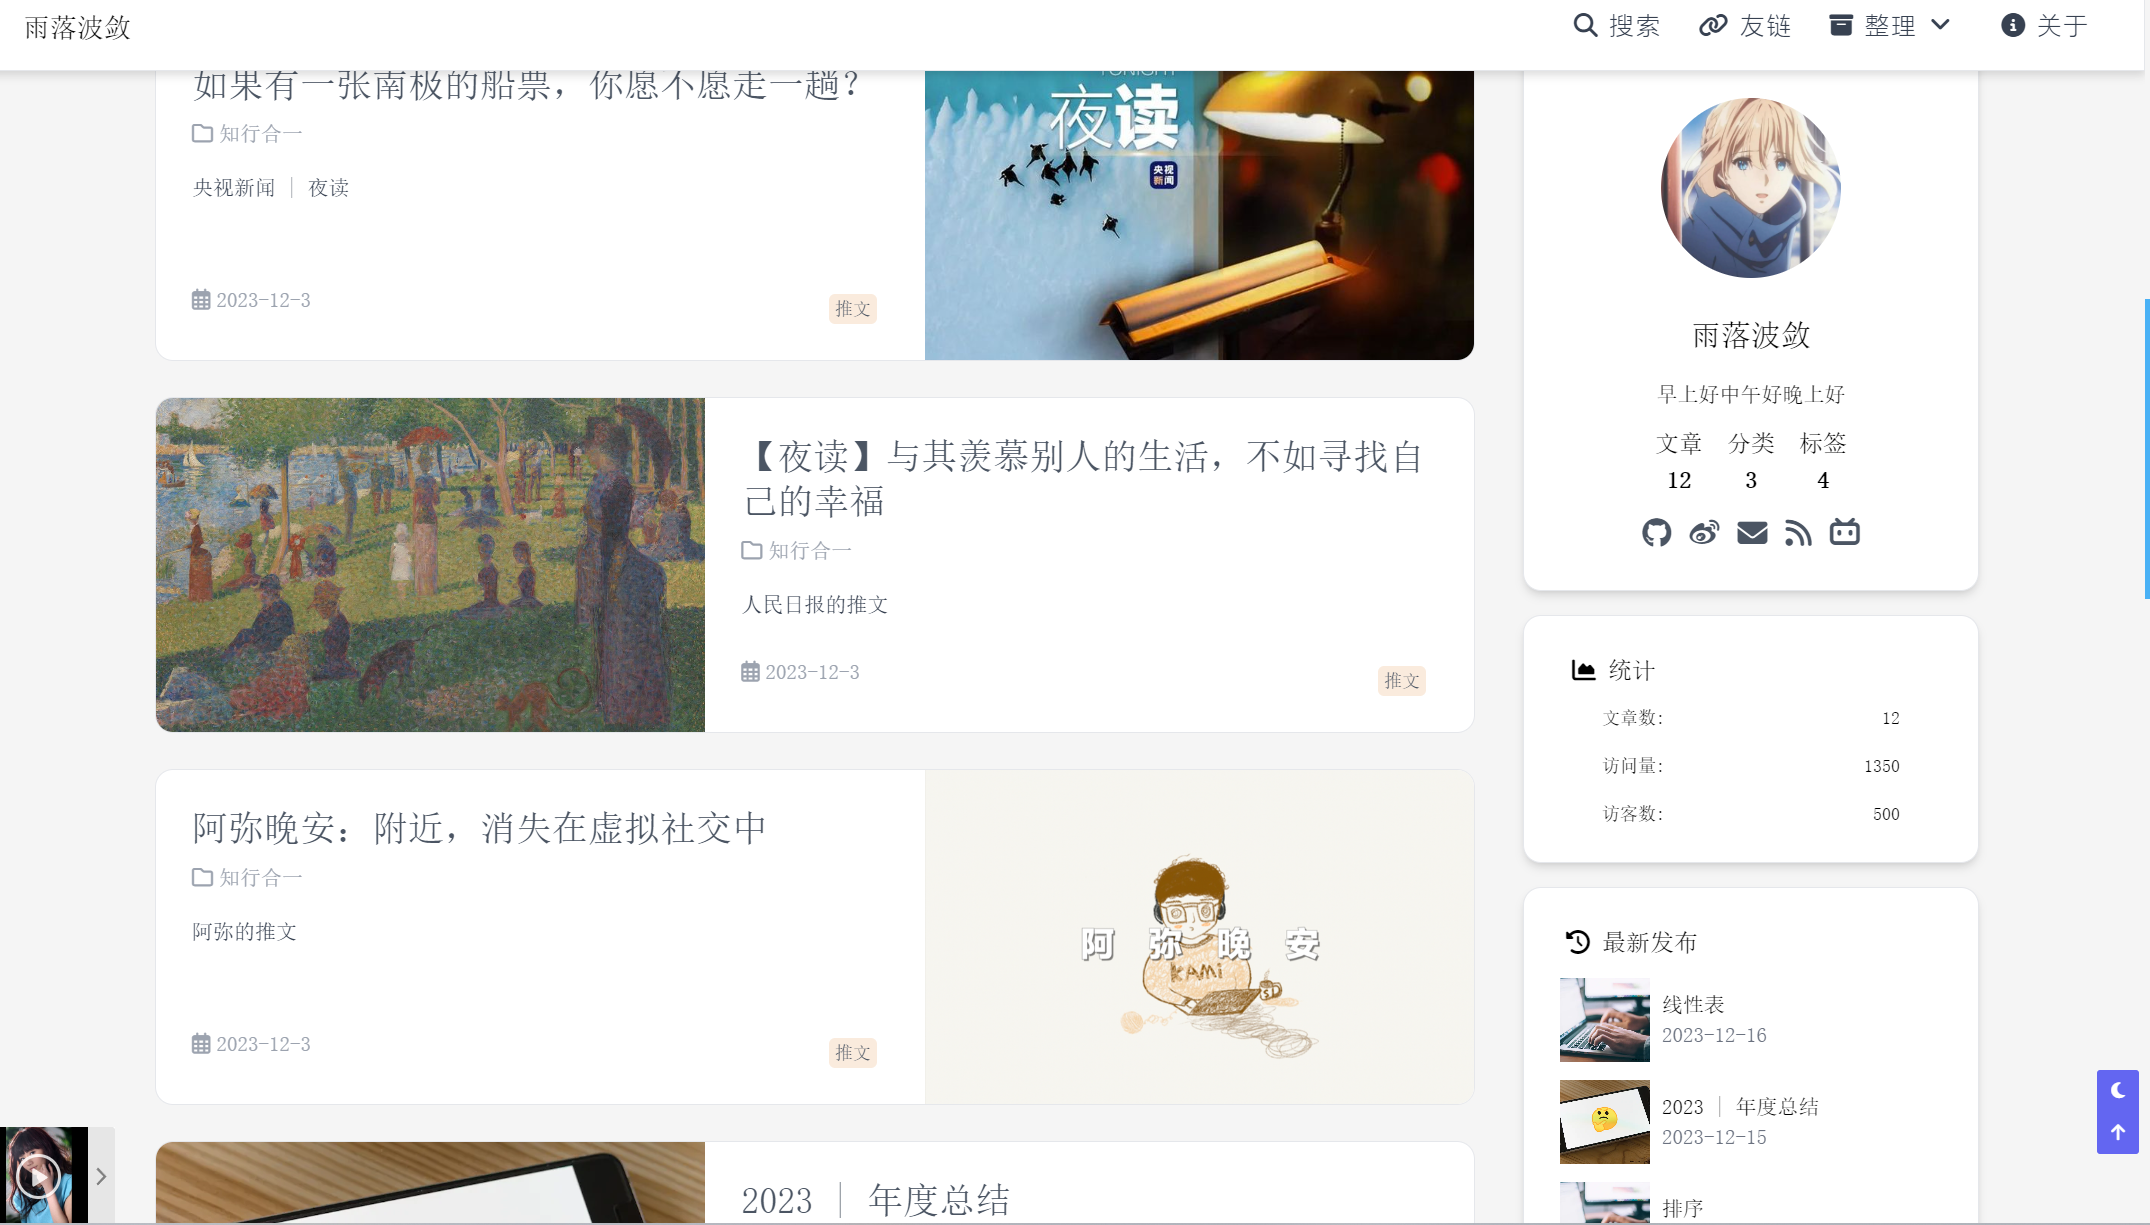 雨落波敛
搜索
友链
整理
关于
如果有一张南极的船票，你愿不愿走一趟？
知行合一
央视新闻 ｜ 夜读
2023-12-3
推文
TONIGHT
夜读
央视
新闻
【夜读】与其羡慕别人的生活，不如寻找自
己的幸福
知行合一
人民日报的推文
2023-12-3
推文
阿弥晚安：附近，消失在虚拟社交中
知行合一
阿弥的推文
2023-12-3
推文
阿 弥 晚 安
KAMI
2023 ｜ 年度总结
雨落波敛
早上好中午好晚上好
文章 分类 标签
12 3 4
统计
文章数: 12
访问量: 1350
访客数: 500
最新发布
线性表
2023-12-16
2023 ｜ 年度总结
2023-12-15
排序